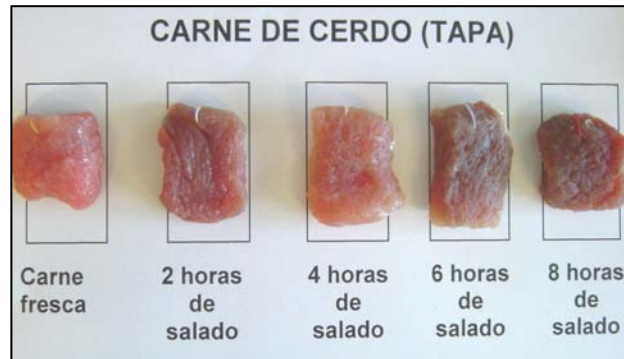 CARNE DE CERDO (TAPA)
Carne
fresca
2 horas
de
salado
4 horas
de
salado
6 horas
de
salado
8 horas
de
salado